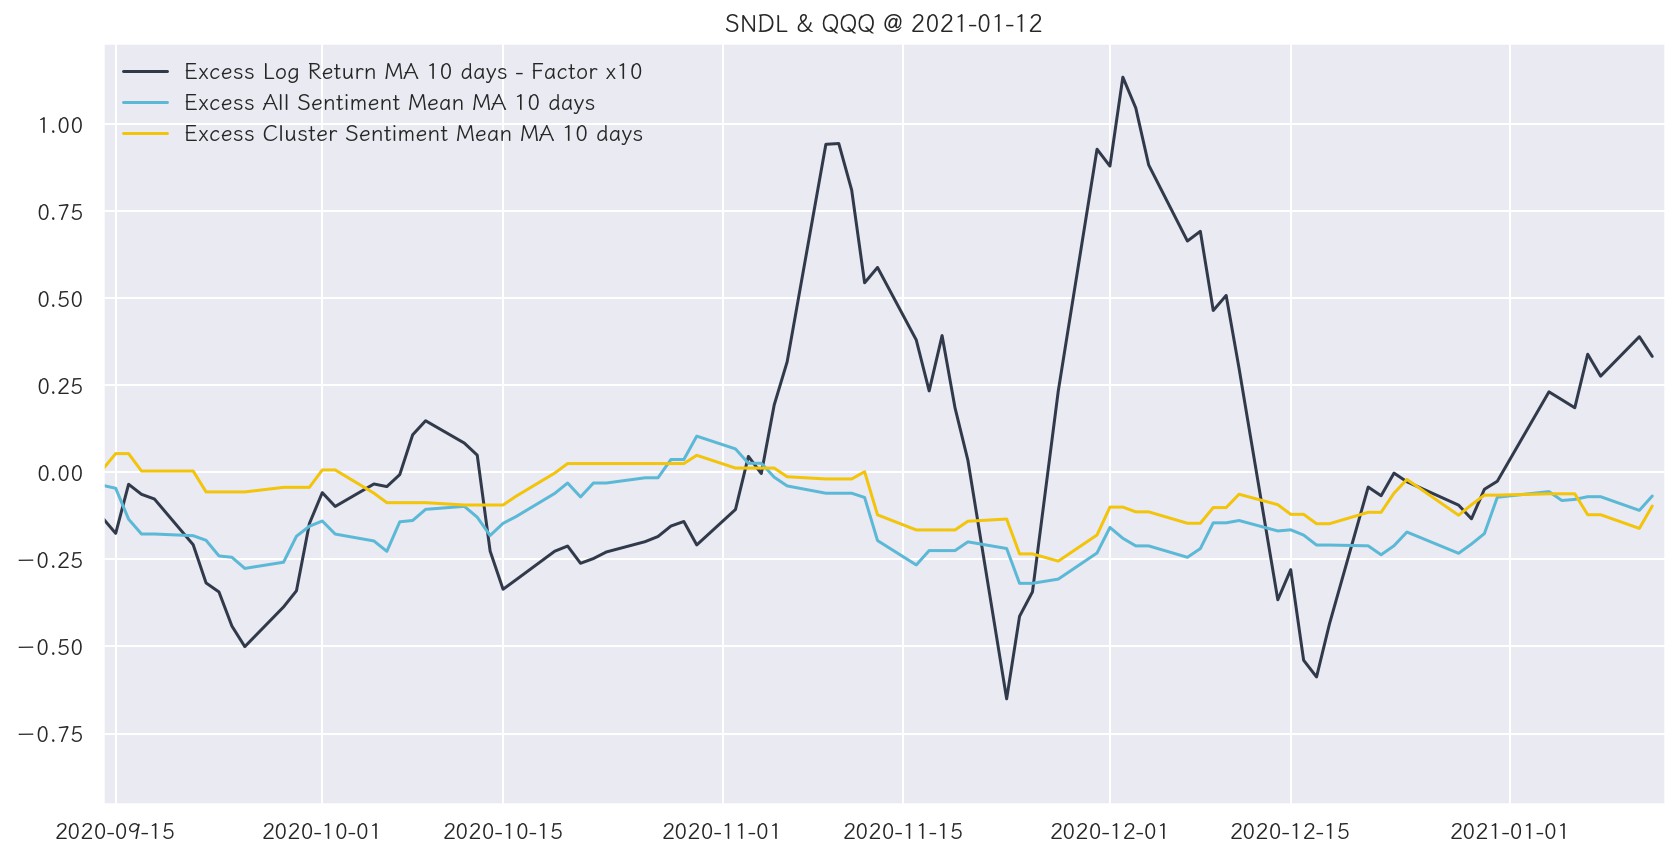 SNDL & QQQ @ 2021-01-12
Excess Log Return MA 10 days - Factor x10
Excess All Sentiment Mean MA 10 days
Excess Cluster Sentiment Mean MA 10 days
1.00
0.75
0.50
0.25
0.00
−0.25
−0.50
−0.75
2020-09-15 2020-10-01 2020-10-15 2020-11-01 2020-11-15 2020-12-01 2020-12-15 2021-01-01